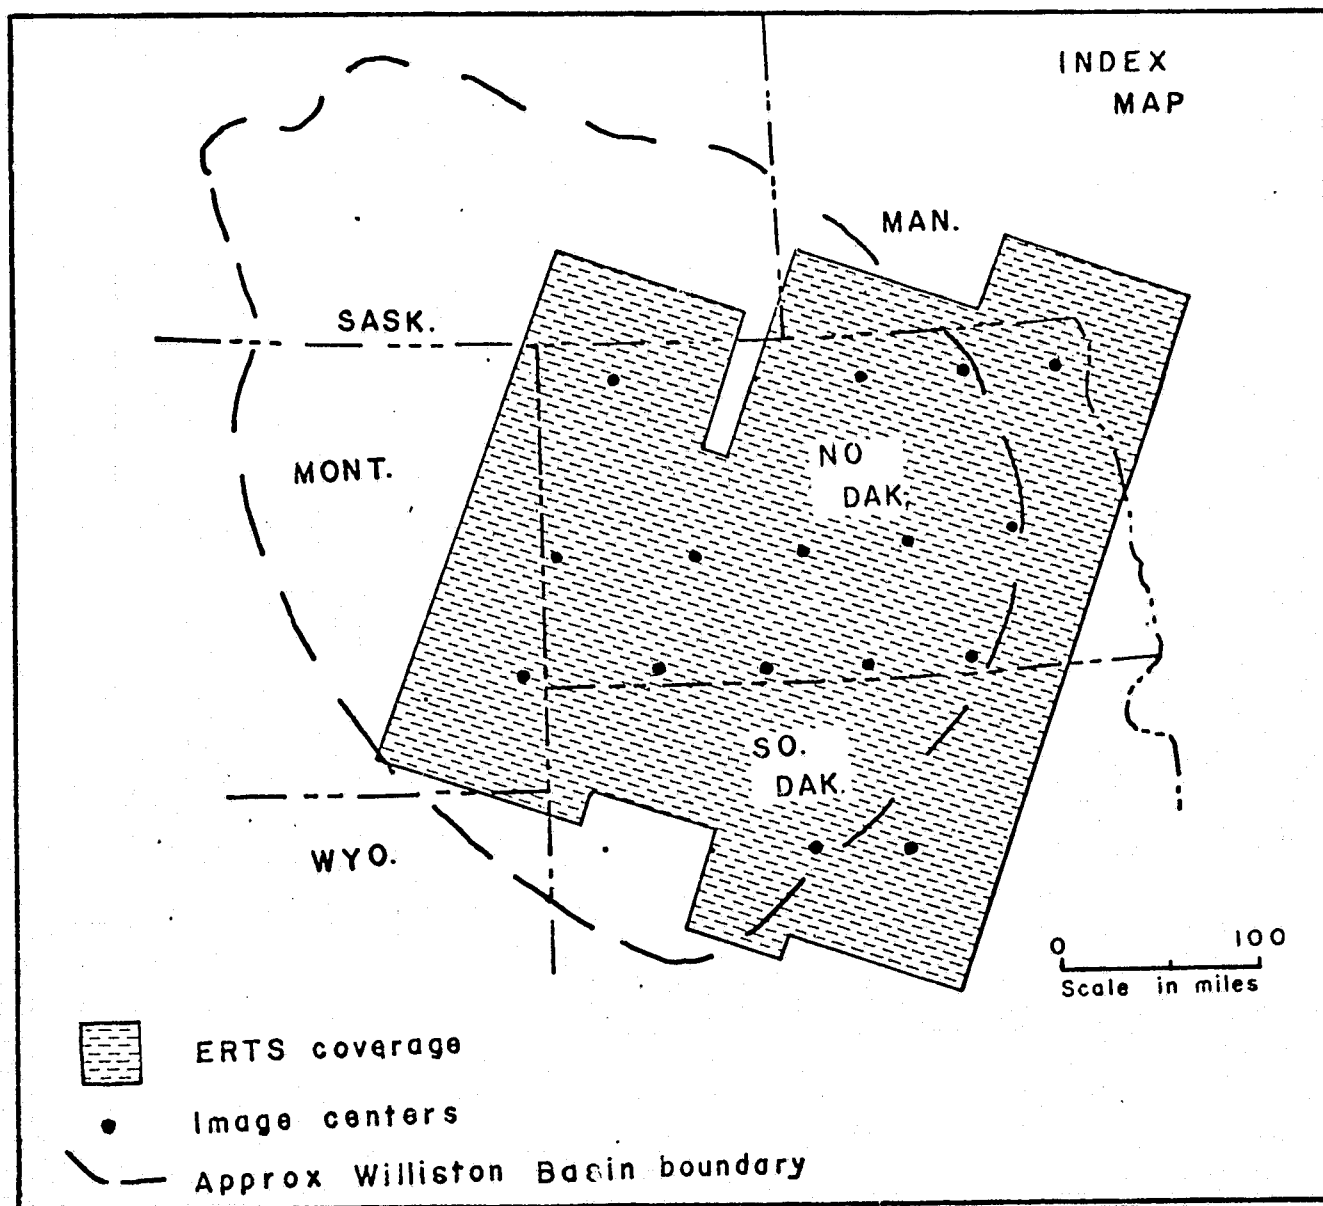 INDEX
MAP
MAN.
SASK.
MONT.
NO
DAK.
SO.
DAK.
WYO.
0 100
Scale in miles
ERTS coverage
Image centers
Approx Williston Basin boundary